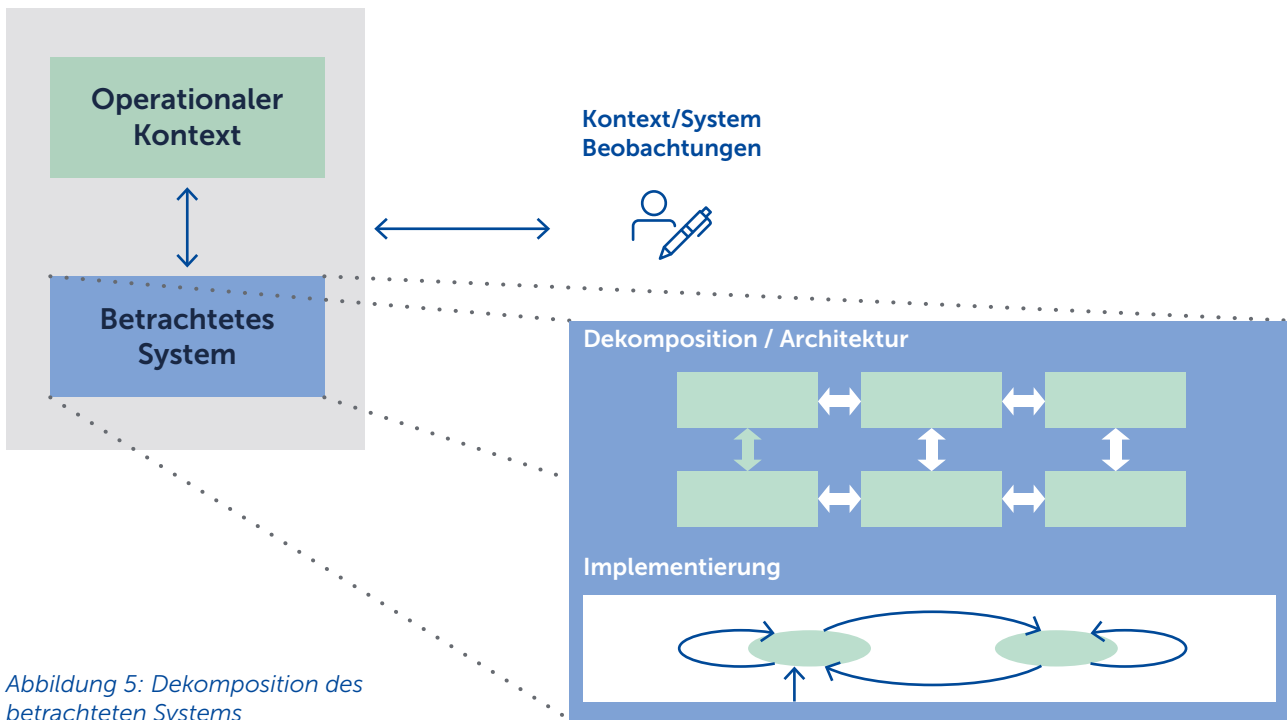 Operationaler
Kontext
Kontext/System
Beobachtungen
Betrachtetes
System
Dekomposition / Architektur
Implementierung
Abbildung 5: Dekomposition des
betrachteten Systems